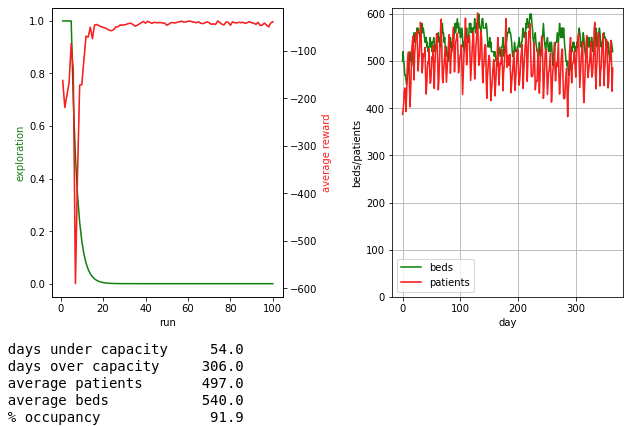 1.0
0.8
0.6
0.4
0.2
0.0
exploration
0 20 40 60 80 100
run
−100
−200
−300
−400
−500
−600
average reward
600
500
400
300
200
100
0
beds/patients
beds
patients
0 100 200 300
day
days under capacity 54.0
days over capacity 306.0
average patients 497.0
average beds 540.0
% occupancy 91.9